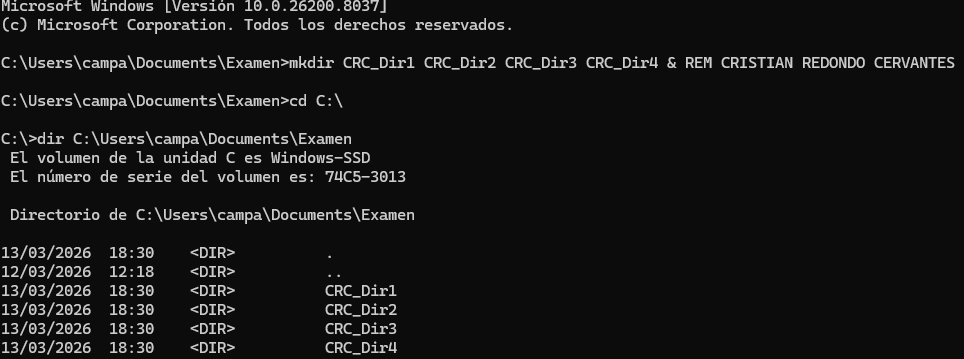 Microsoft Windows [Versión 10.0.26200.8037]
(c) Microsoft Corporation. Todos los derechos reservados.
C:\Users\campa\Documents\Examen>mkdir CRC_Dir1 CRC_Dir2 CRC_Dir3 CRC_Dir4 & REM CRISTIAN REDONDO CERVANTES
C:\Users\campa\Documents\Examen>cd C:\
C:\>dir C:\Users\campa\Documents\Examen
 El volumen de la unidad C es Windows-SSD
 El número de serie del volumen es: 74C5-3013
 Directorio de C:\Users\campa\Documents\Examen
13/03/2026  18:30    <DIR>          .
12/03/2026  12:18    <DIR>          ..
13/03/2026  18:30    <DIR>          CRC_Dir1
13/03/2026  18:30    <DIR>          CRC_Dir2
13/03/2026  18:30    <DIR>          CRC_Dir3
13/03/2026  18:30    <DIR>          CRC_Dir4